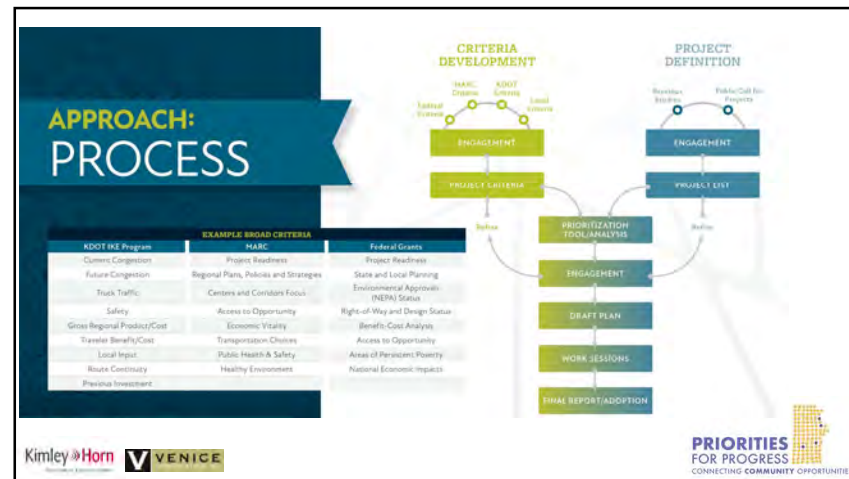 APPROACH:
PROCESS
CRITERIA
DEVELOPMENT
PROJECT
DEFINITION
Federal
Criteria
MARC
Criteria
KDOT
Criteria
Local
Criteria
Previous
Studies
Public/Call for
Projects
ENGAGEMENT
ENGAGEMENT
PROJECT CRITERIA
PROJECT LIST
Refine
Refine
PRIORITIZATION
TOOL/ANALYSIS
ENGAGEMENT
DRAFT PLAN
WORK SESSIONS
FINAL REPORT/ADOPTION
EXAMPLE BROAD CRITERIA
KDOT IKE Program MARC Federal Grants
Current Congestion Project Readiness Project Readiness
Future Congestion Regional Plans, Policies and Strategies State and Local Planning
Truck Traffic Centers and Corridors Focus Environmental Approvals
(NEPA) Status
Safety Access to Opportunity Right-of-Way and Design Status
Gross Regional Product/Cost Economic Vitality Benefit-Cost Analysis
Traveler Benefit/Cost Transportation Choices Access to Opportunity
Local Input Public Health & Safety Areas of Persistent Poverty
Route Continuity Healthy Environment National Economic Impacts
Previous Investment
Kimley Horn
V VENICE
PRIORITIES
FOR PROGRESS
CONNECTING COMMUNITY OPPORTUNITIE